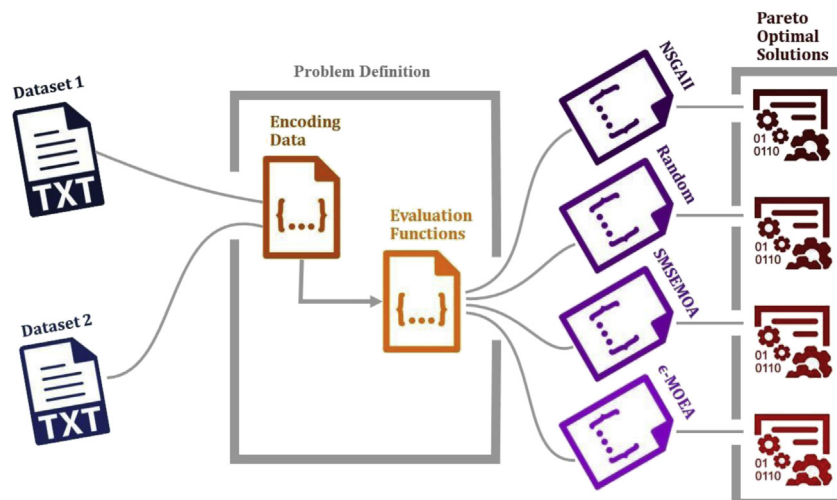 Dataset 1
TXT
Dataset 2
TXT
Problem Definition
Encoding
Data
{...}
Evaluation
Functions
{...}
NSGAII
{...}
Random
{...}
SMSEMOA
{...}
ϵ-MOEA
{...}
Pareto
Optimal
Solutions
01
0110
01
0110
01
0110
01
0110